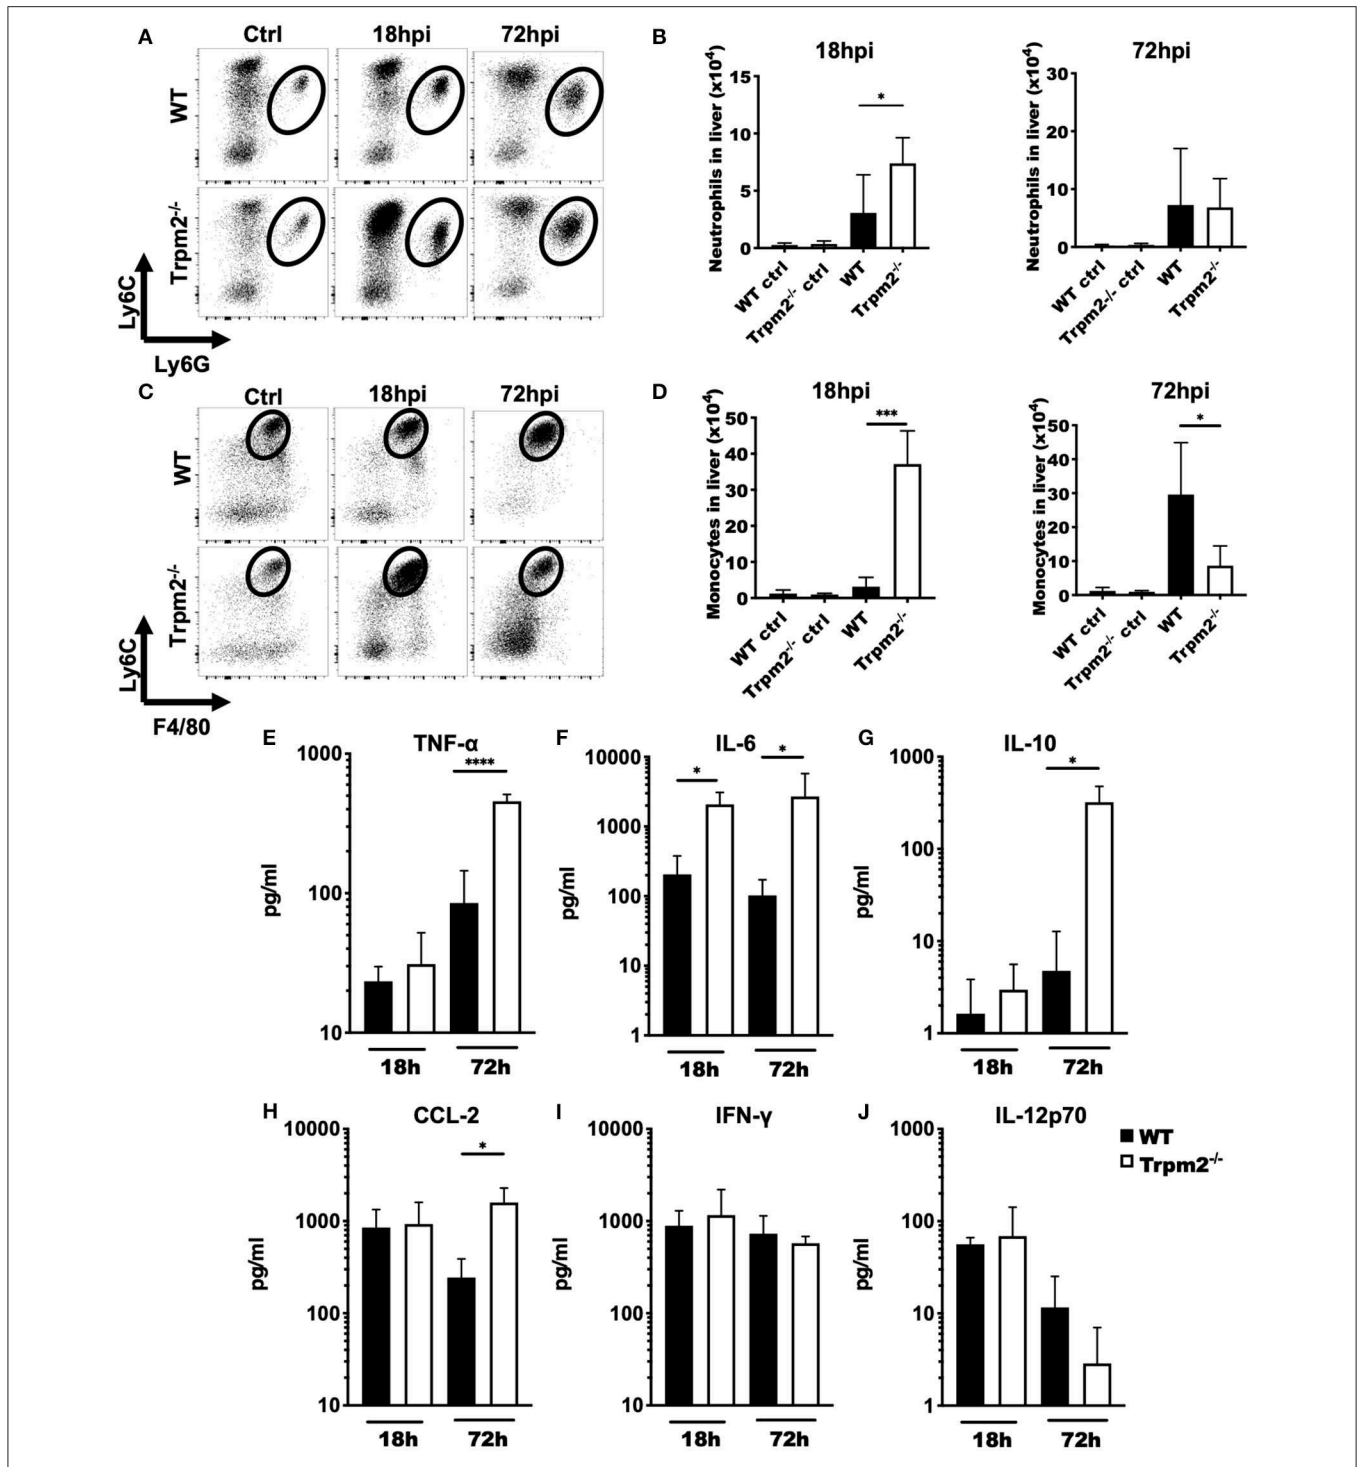 A
Ctrl
18hpi
72hpi
WT
Trpm2-/-
Ly6C
Ly6G
B
18hpi
Neutrophils in liver (x10⁴)
15
10
5
0
*
WT ctrl
Trpm2-/- ctrl
WT
Trpm2-/-
72hpi
Neutrophils in liver (x10⁴)
30
20
10
0
WT ctrl
Trpm2-/- ctrl
WT
Trpm2-/-
C
Ctrl
18hpi
72hpi
WT
Trpm2-/-
Ly6C
F4/80
D
18hpi
Monocytes in liver (x10⁴)
50
40
30
20
10
0
***
WT ctrl
Trpm2-/- ctrl
WT
Trpm2-/-
72hpi
Monocytes in liver (x10⁴)
50
40
30
20
10
0
*
WT ctrl
Trpm2-/- ctrl
WT
Trpm2-/-
E
TNF-α
pg/ml
1000
100
10
****
18h
72h
F
IL-6
pg/ml
10000
1000
100
10
1
*
*
18h
72h
G
IL-10
pg/ml
1000
100
10
1
*
18h
72h
H
CCL-2
pg/ml
10000
1000
100
10
*
18h
72h
I
IFN-γ
pg/ml
10000
1000
100
10
18h
72h
J
IL-12p70
pg/ml
1000
100
10
1
18h
72h
WT
Trpm2-/-